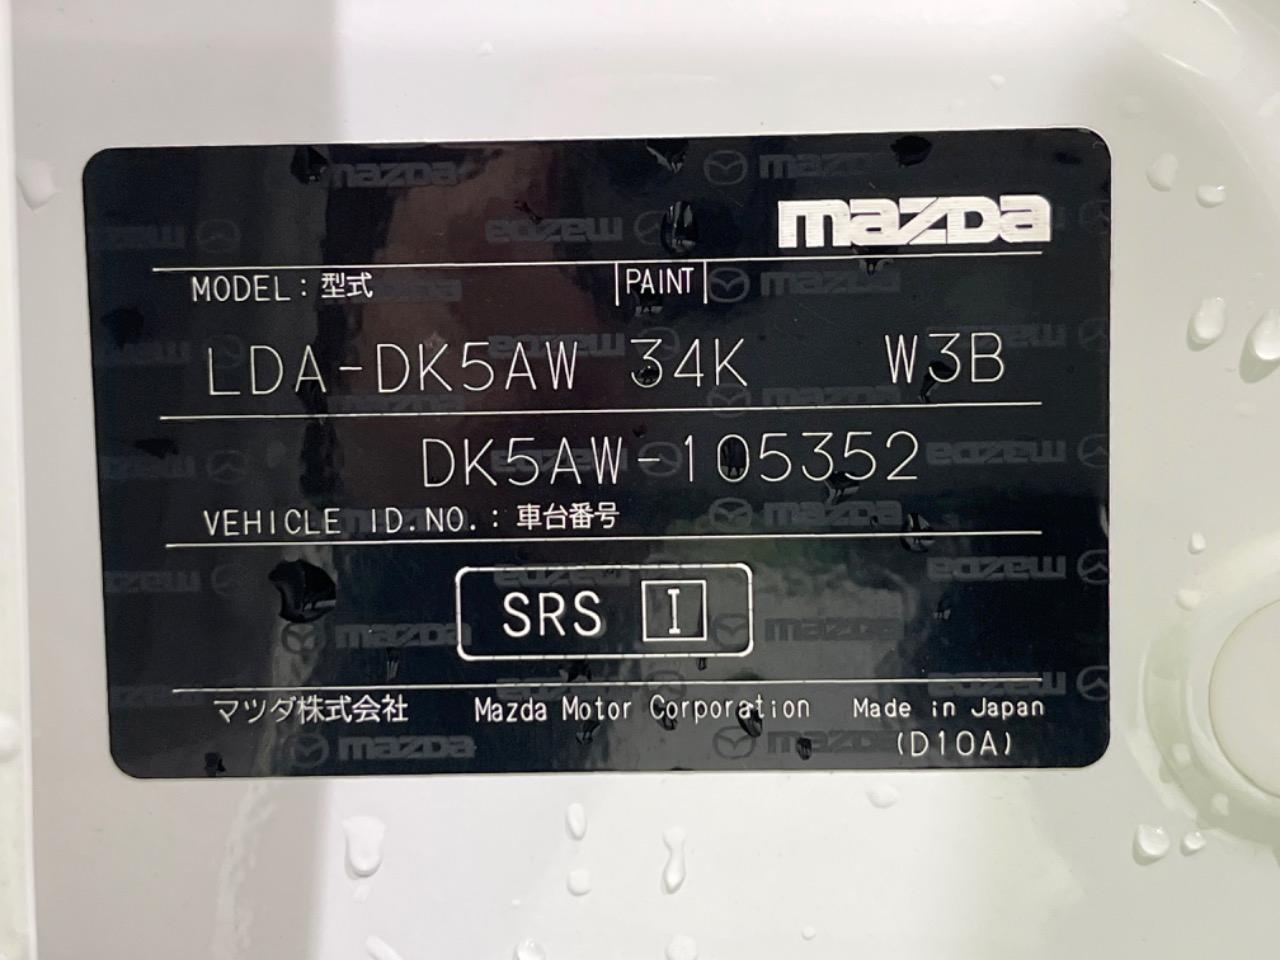 mazda
MODEL : 型式 PAINT
LDA-DK5AW 34K W3B
DK5AW-105352
VEHICLE ID.NO. : 車台番号
SRS I
マツダ株式会社 Mazda Motor Corporation Made in Japan
(D10A)